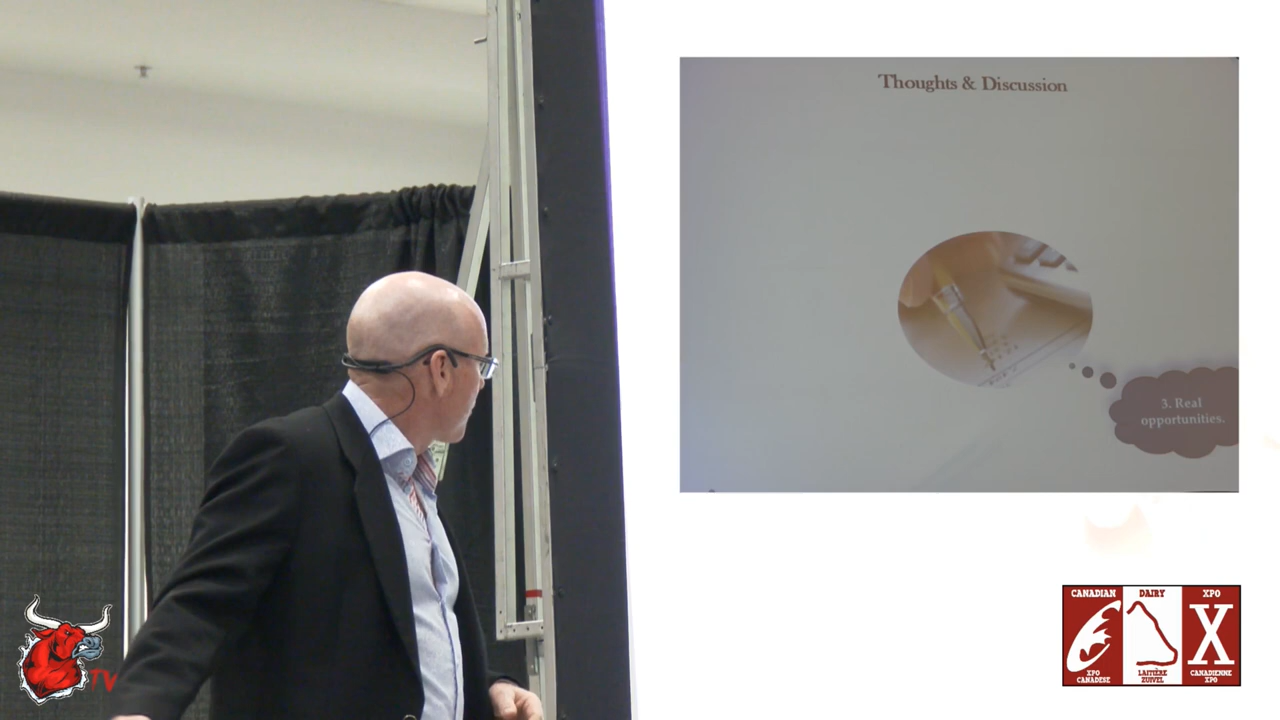 Thoughts & Discussion
3. Real
opportunities.
TV
CANADIAN DAIRY XPO
X
XPO CANADESE
LAITIÈRE ZUIVEL
CANADIENNE XPO